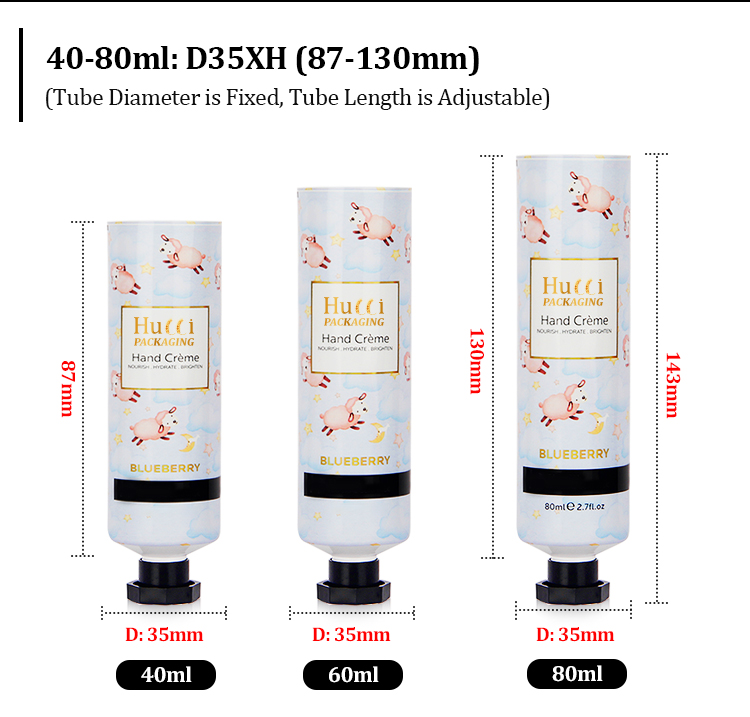 40-80ml: D35XH (87-130mm)
(Tube Diameter is Fixed, Tube Length is Adjustable)
87mm
Hucci
PACKAGING
Hand Crème
NOURISH . HYDRATE . BRIGHTEN
BLUEBERRY
D: 35mm
40ml
Hucci
PACKAGING
Hand Crème
NOURISH . HYDRATE . BRIGHTEN
BLUEBERRY
D: 35mm
60ml
130mm
Hucci
PACKAGING
Hand Crème
NOURISH . HYDRATE . BRIGHTEN
BLUEBERRY
80ml e 2.7fl.oz
143mm
D: 35mm
80ml